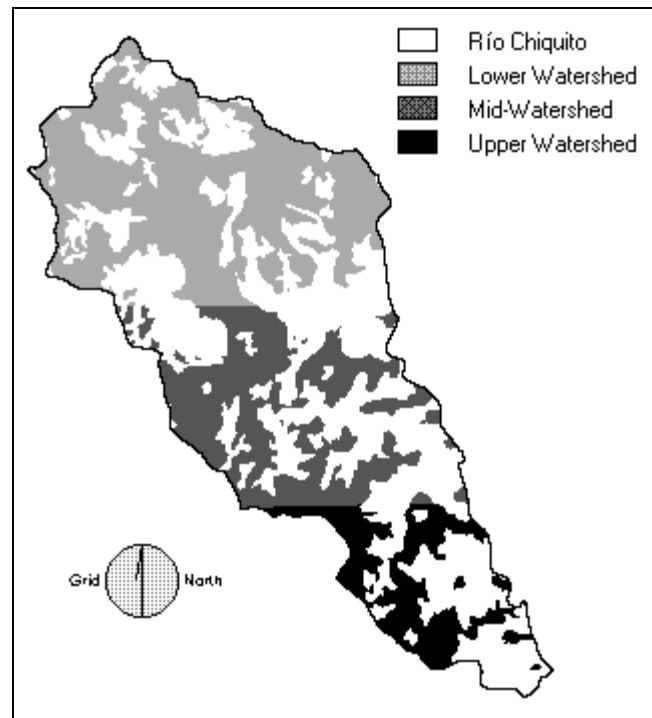 Río Chiquito
Lower Watershed
Mid-Watershed
Upper Watershed
Grid North